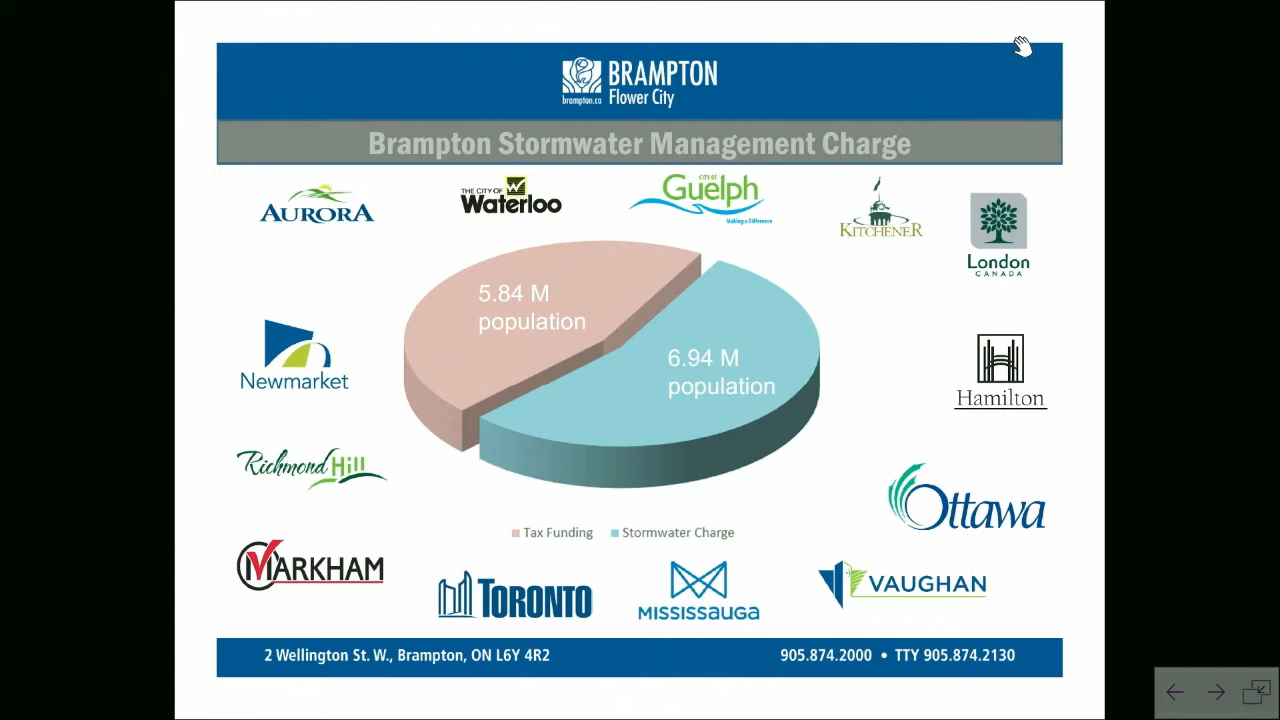 BRAMPTON
brampton.ca Flower City
Brampton Stormwater Management Charge
AURORA
THE CITY OF
Waterloo
CITY OF
Guelph
Making a Difference
KITCHENER
London
CANADA
5.84 M
population
6.94 M
population
Newmarket
Hamilton
Richmond Hill
Ottawa
Tax Funding
Stormwater Charge
MARKHAM
TORONTO
MISSISSAUGA
VAUGHAN
2 Wellington St. W., Brampton, ON L6Y 4R2
905.874.2000 • TTY 905.874.2130